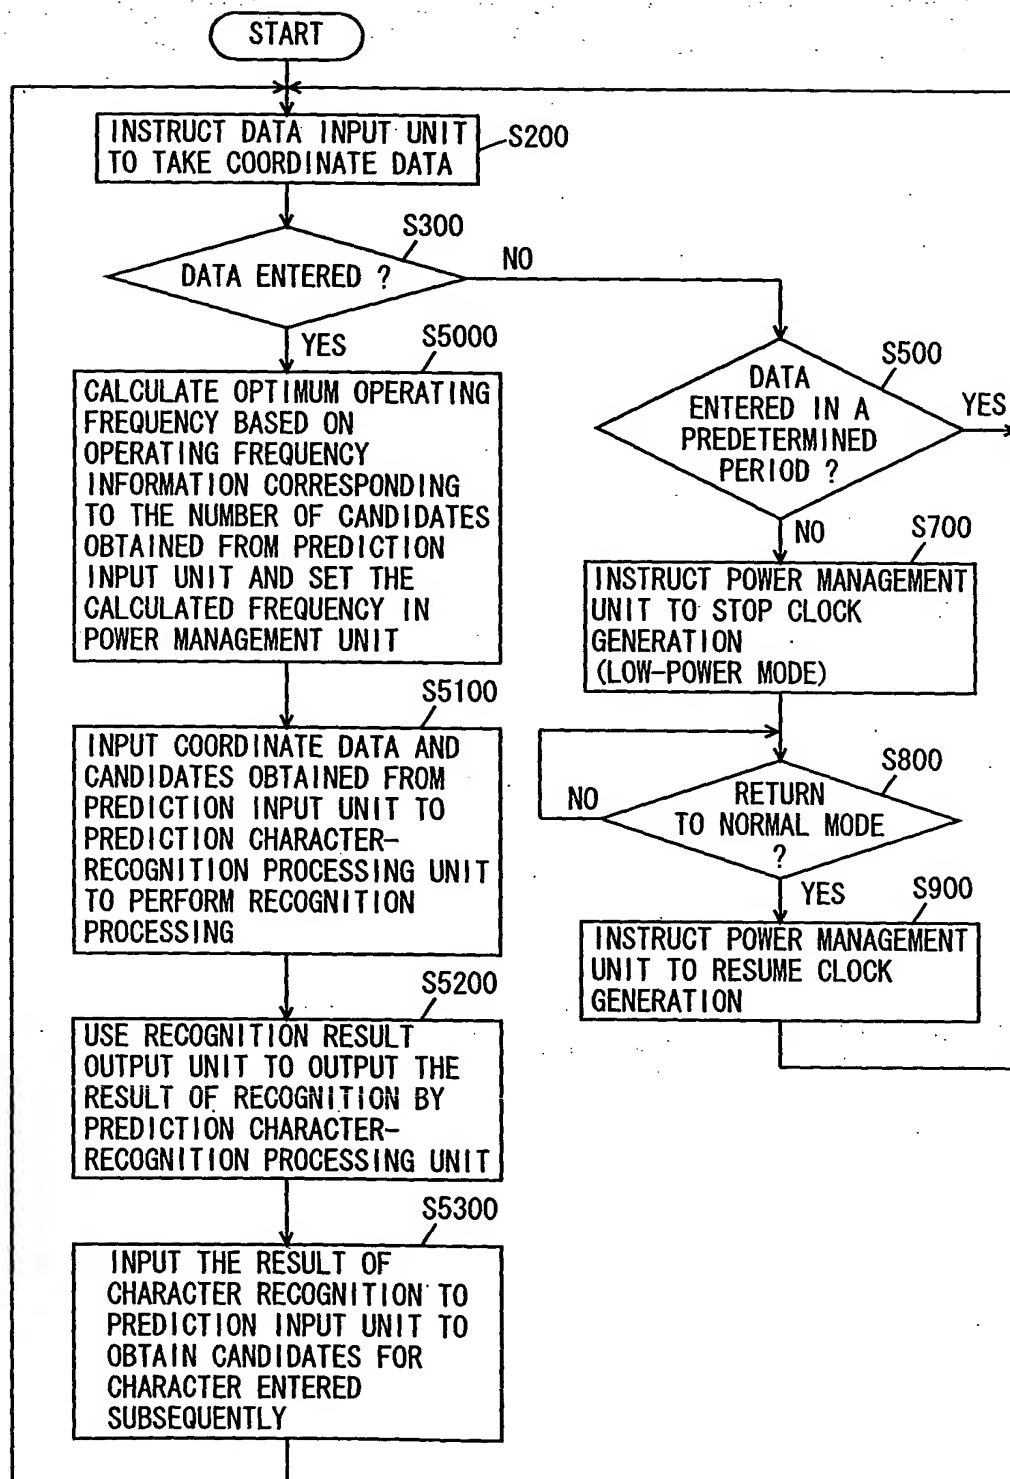 START
INSTRUCT DATA INPUT UNIT
TO TAKE COORDINATE DATA
S200
S300
DATA ENTERED ?
NO
YES
S5000
CALCULATE OPTIMUM OPERATING
FREQUENCY BASED ON
OPERATING FREQUENCY
INFORMATION CORRESPONDING
TO THE NUMBER OF CANDIDATES
OBTAINED FROM PREDICTION
INPUT UNIT AND SET THE
CALCULATED FREQUENCY IN
POWER MANAGEMENT UNIT
S5100
INPUT COORDINATE DATA AND
CANDIDATES OBTAINED FROM
PREDICTION INPUT UNIT TO
PREDICTION CHARACTER-
RECOGNITION PROCESSING UNIT
TO PERFORM RECOGNITION
PROCESSING
S5200
USE RECOGNITION RESULT
OUTPUT UNIT TO OUTPUT THE
RESULT OF RECOGNITION BY
PREDICTION CHARACTER-
RECOGNITION PROCESSING UNIT
S5300
INPUT THE RESULT OF
CHARACTER RECOGNITION TO
PREDICTION INPUT UNIT TO
OBTAIN CANDIDATES FOR
CHARACTER ENTERED
SUBSEQUENTLY
S500
DATA
ENTERED IN A
PREDETERMINED
PERIOD ?
YES
NO
S700
INSTRUCT POWER MANAGEMENT
UNIT TO STOP CLOCK
GENERATION
(LOW-POWER MODE)
S800
RETURN
TO NORMAL MODE
?
NO
YES
S900
INSTRUCT POWER MANAGEMENT
UNIT TO RESUME CLOCK
GENERATION